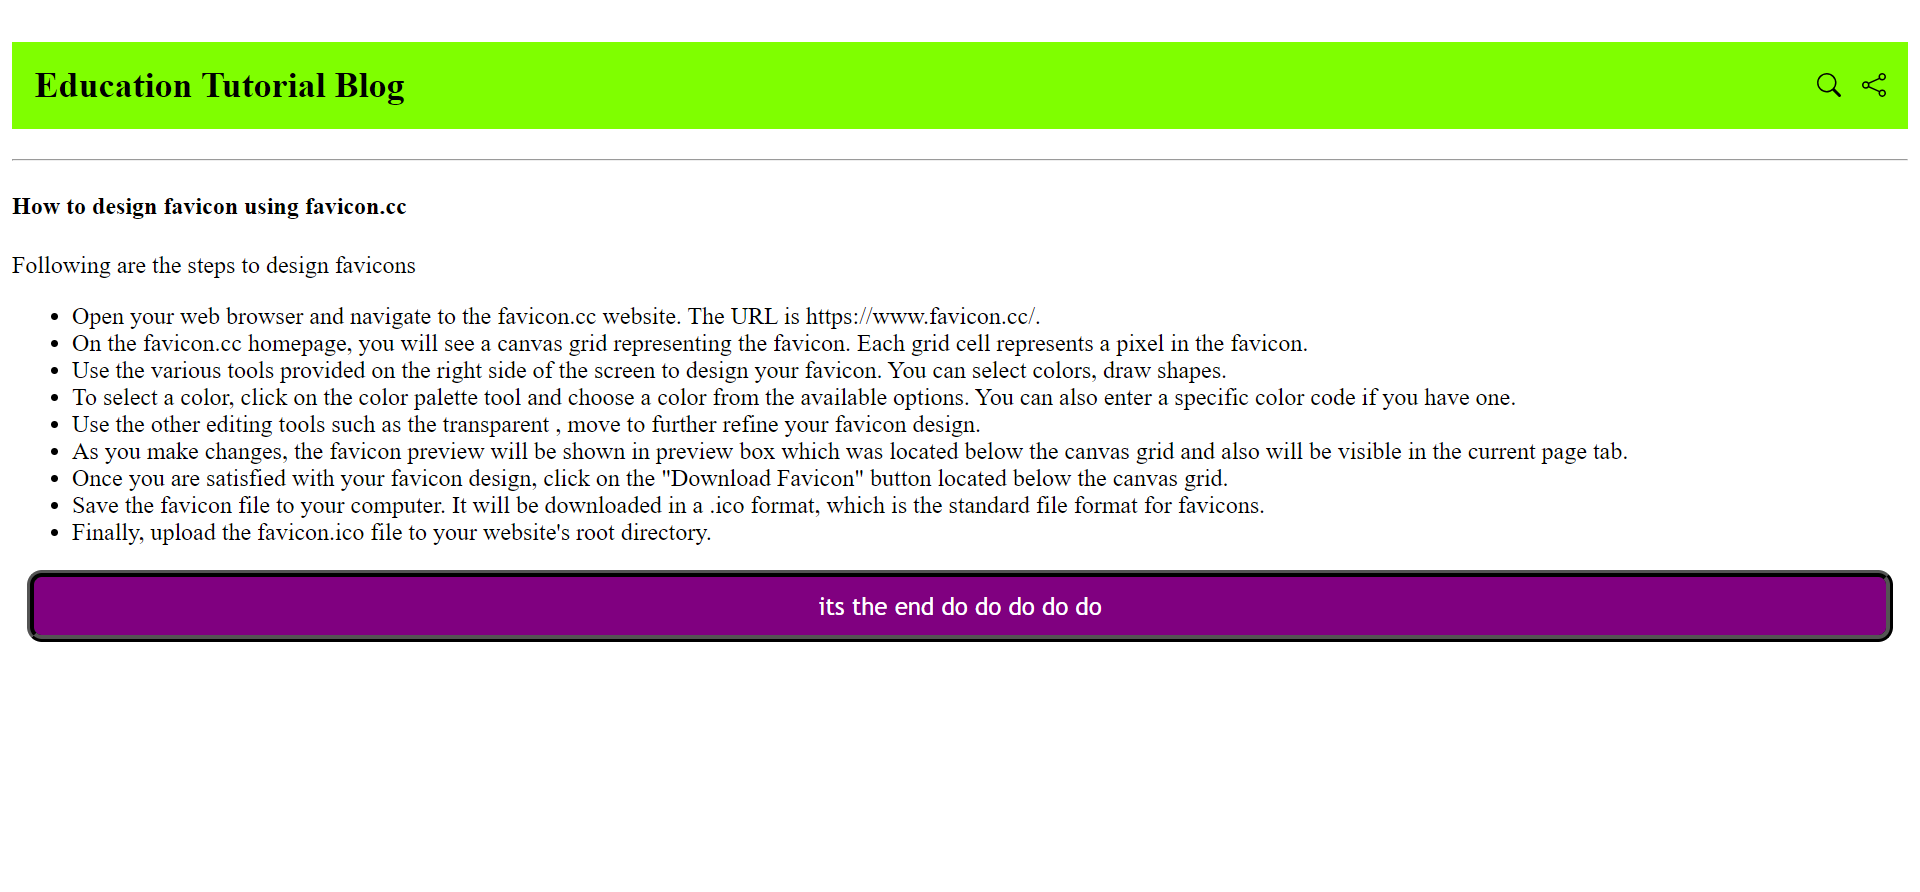 Education Tutorial Blog
How to design favicon using favicon.cc
Following are the steps to design favicons
• Open your web browser and navigate to the favicon.cc website. The URL is https://www.favicon.cc/.
• On the favicon.cc homepage, you will see a canvas grid representing the favicon. Each grid cell represents a pixel in the favicon.
• Use the various tools provided on the right side of the screen to design your favicon. You can select colors, draw shapes.
• To select a color, click on the color palette tool and choose a color from the available options. You can also enter a specific color code if you have one.
• Use the other editing tools such as the transparent , move to further refine your favicon design.
• As you make changes, the favicon preview will be shown in preview box which was located below the canvas grid and also will be visible in the current page tab.
• Once you are satisfied with your favicon design, click on the "Download Favicon" button located below the canvas grid.
• Save the favicon file to your computer. It will be downloaded in a .ico format, which is the standard file format for favicons.
• Finally, upload the favicon.ico file to your website's root directory.
its the end do do do do do